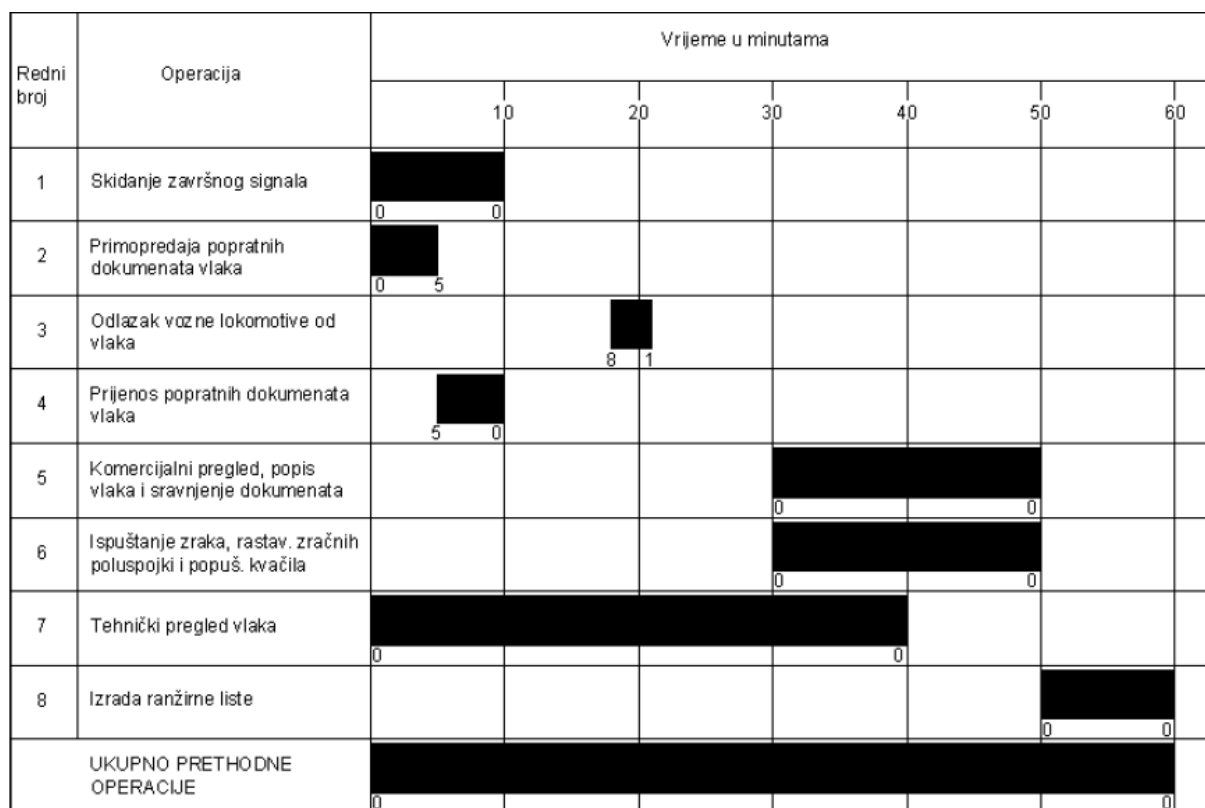 Vrijeme u minutama
Redni
broj
Operacija
10 20 30 40 50 60
1
Skidanje završnog signala
0 0
2
Primopredaja popratnih
dokumenata vlaka
0 5
3
Odlazak vozne lokomotive od
vlaka
8 1
4
Prijenos popratnih dokumenata
vlaka
5 0
5
Komercijalni pregled, popis
vlaka i sravnjenje dokumenata
0 0
6
Ispuštanje zraka, rastav. zračnih
poluspojki i popuš. kvačila
0 0
7
Tehnički pregled vlaka
0 0
8
Izrada ranžirne liste
0 0
UKUPNO PRETHODNE
OPERACIJE
0 0